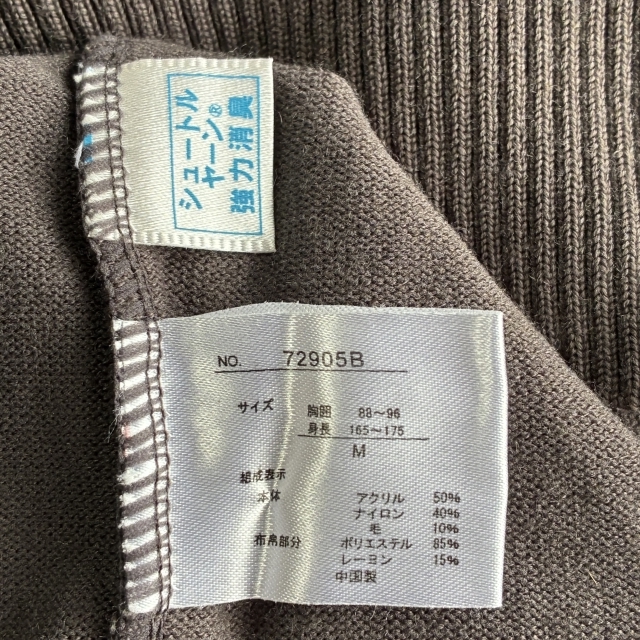 シュートル
ヤーン®
強力消臭
NO. 72905B
サイズ 胸囲 88～96
身長 165～175
M
組成表示
本体 アクリル 50%
ナイロン 40%
毛 10%
布帛部分 ポリエステル 85%
レーヨン 15%
中国製